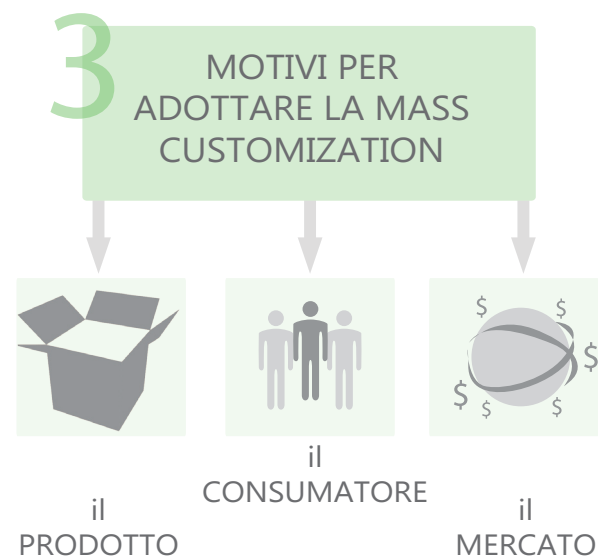 3
MOTIVI PER
ADOTTARE LA MASS
CUSTOMIZATION
$
$
$
$
$
$
il
PRODOTTO
il
CONSUMATORE
il
MERCATO